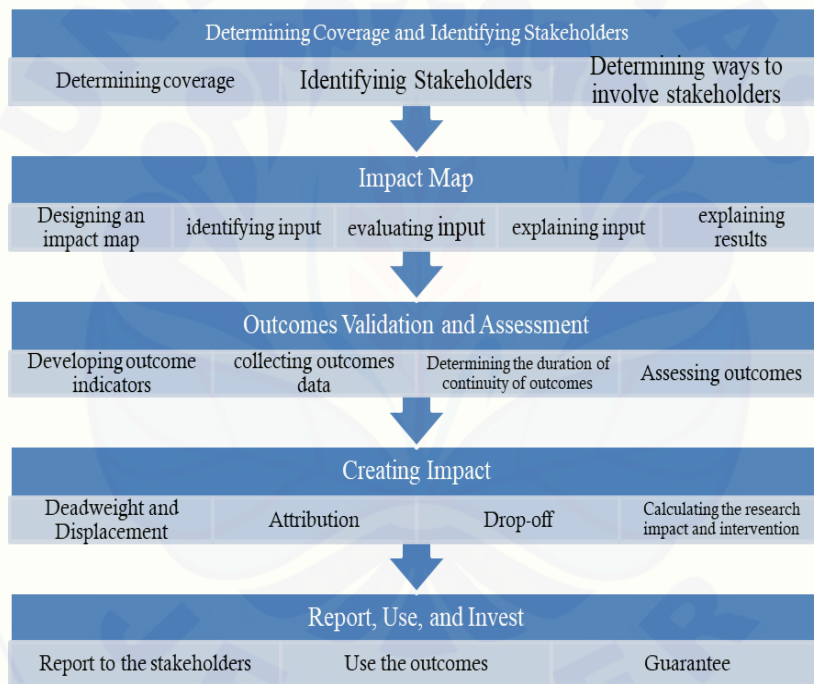 Determining Coverage and Identifying Stakeholders
Determining coverage
Identifyinig Stakeholders
Determining ways to
involve stakeholders
Impact Map
Designing an
impact map
identifying input
evaluating input
explaining input
explaining
results
Outcomes Validation and Assessment
Developing outcome
indicators
collecting outcomes
data
Determining the duration of
continuity of outcomes
Assessing outcomes
Creating Impact
Deadweight and
Displacement
Attribution
Drop-off
Calculating the research
impact and intervention
Report, Use, and Invest
Report to the stakeholders
Use the outcomes
Guarantee